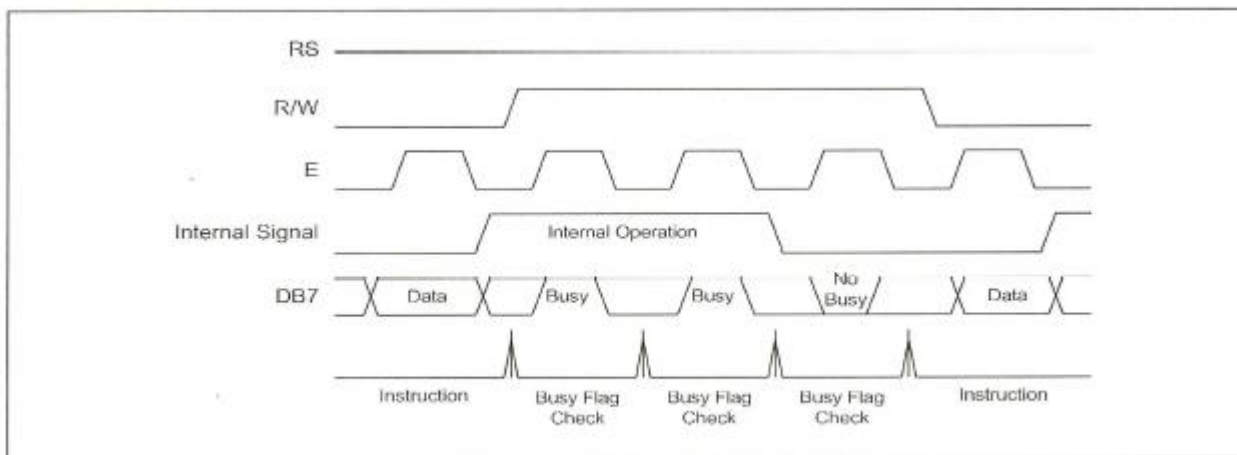 RS
R/W
E
Internal Signal
Internal Operation
DB7
Data
Busy
Busy
No
Busy
Data
Instruction
Busy Flag
Check
Busy Flag
Check
Busy Flag
Check
Instruction